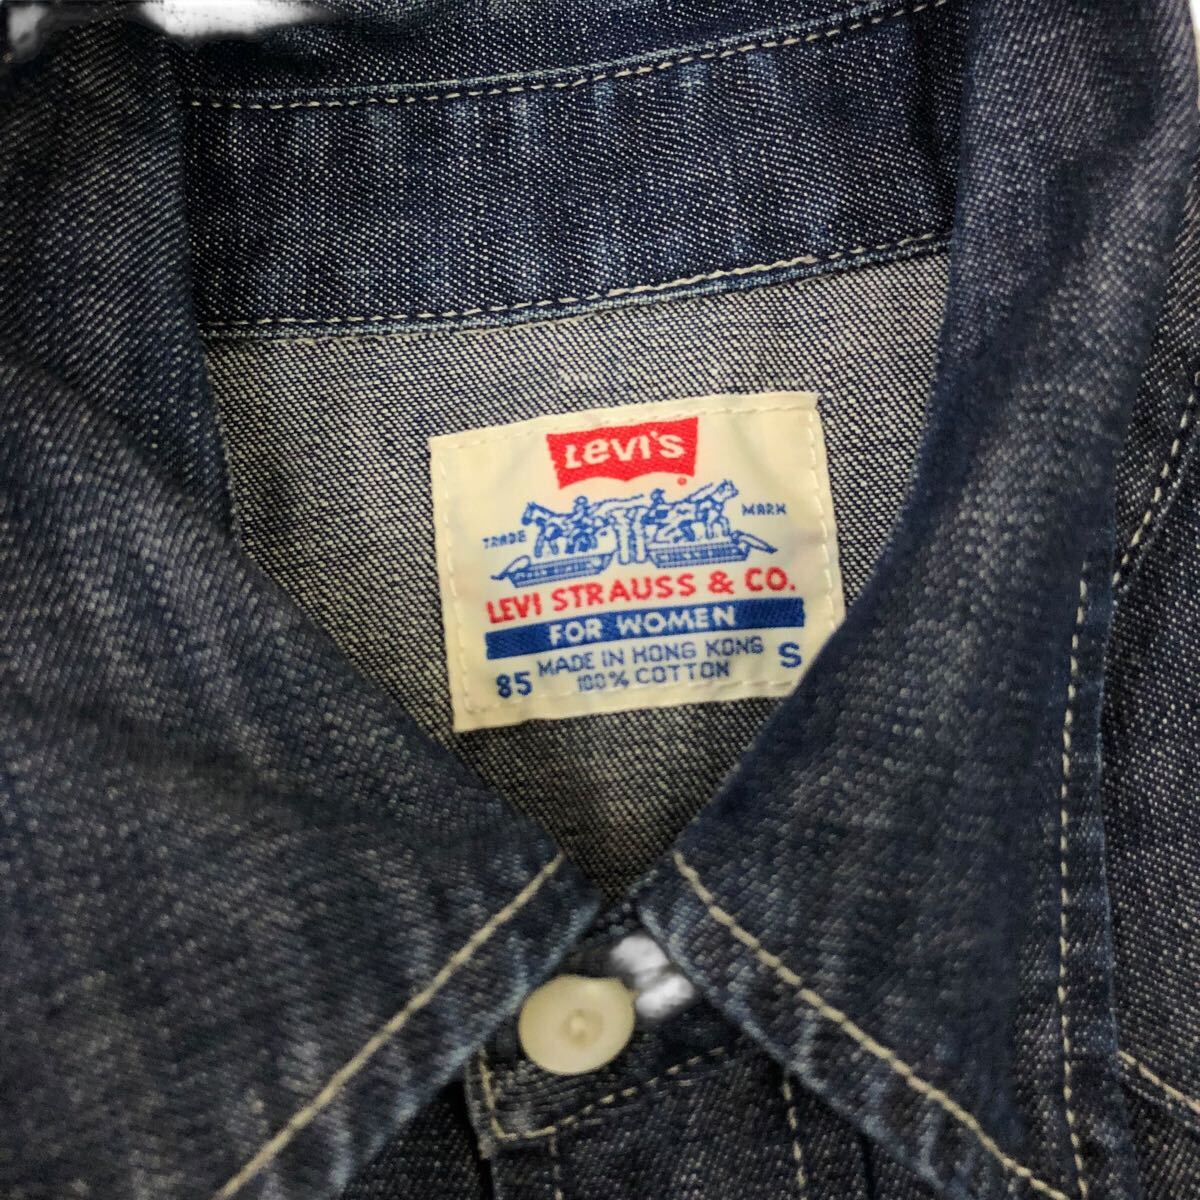 Levi's
TRADE MARK
LEVI STRAUSS & CO.
FOR WOMEN
85 MADE IN HONG KONG S
100% COTTON